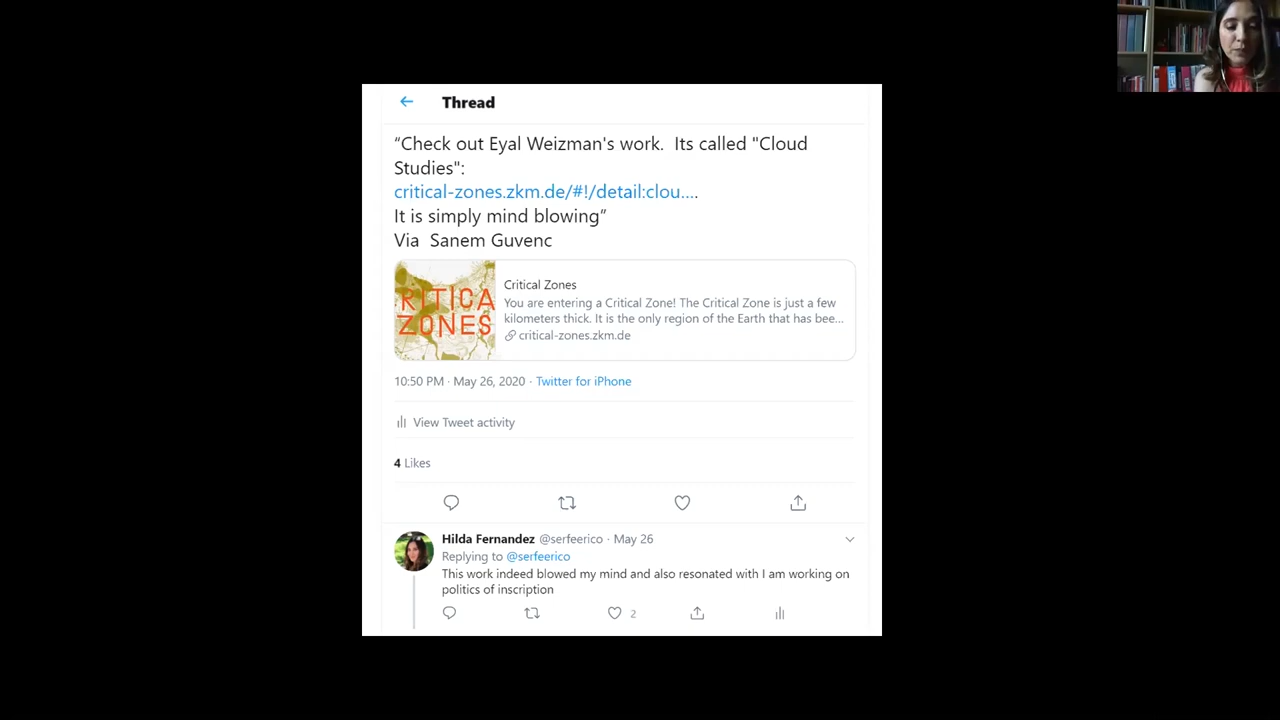 Thread
“Check out Eyal Weizman's work.  Its called "Cloud
Studies":
critical-zones.zkm.de/#!/detail:clou….
It is simply mind blowing”
Via  Sanem Guvenc
RITICA
ZONES
Critical Zones
You are entering a Critical Zone! The Critical Zone is just a few
kilometers thick. It is the only region of the Earth that has bee...
critical-zones.zkm.de
10:50 PM · May 26, 2020 · Twitter for iPhone
View Tweet activity
4 Likes
Hilda Fernandez @serfeerico · May 26
Replying to @serfeerico
This work indeed blowed my mind and also resonated with I am working on
politics of inscription
2